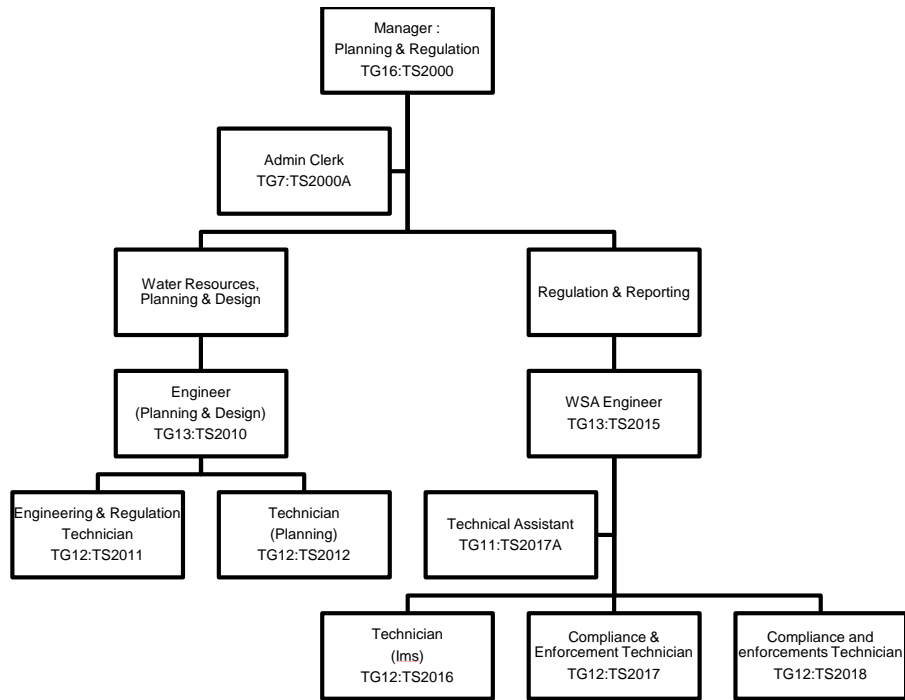 Manager :
Planning & Regulation
TG16:TS2000
Admin Clerk
TG7:TS2000A
Water Resources,
Planning & Design
Regulation & Reporting
Engineer
(Planning & Design)
TG13:TS2010
WSA Engineer
TG13:TS2015
Engineering & Regulation
Technician
TG12:TS2011
Technician
(Planning)
TG12:TS2012
Technical Assistant
TG11:TS2017A
Technician
(Ims)
TG12:TS2016
Compliance &
Enforcement Technician
TG12:TS2017
Compliance and
enforcements Technician
TG12:TS2018